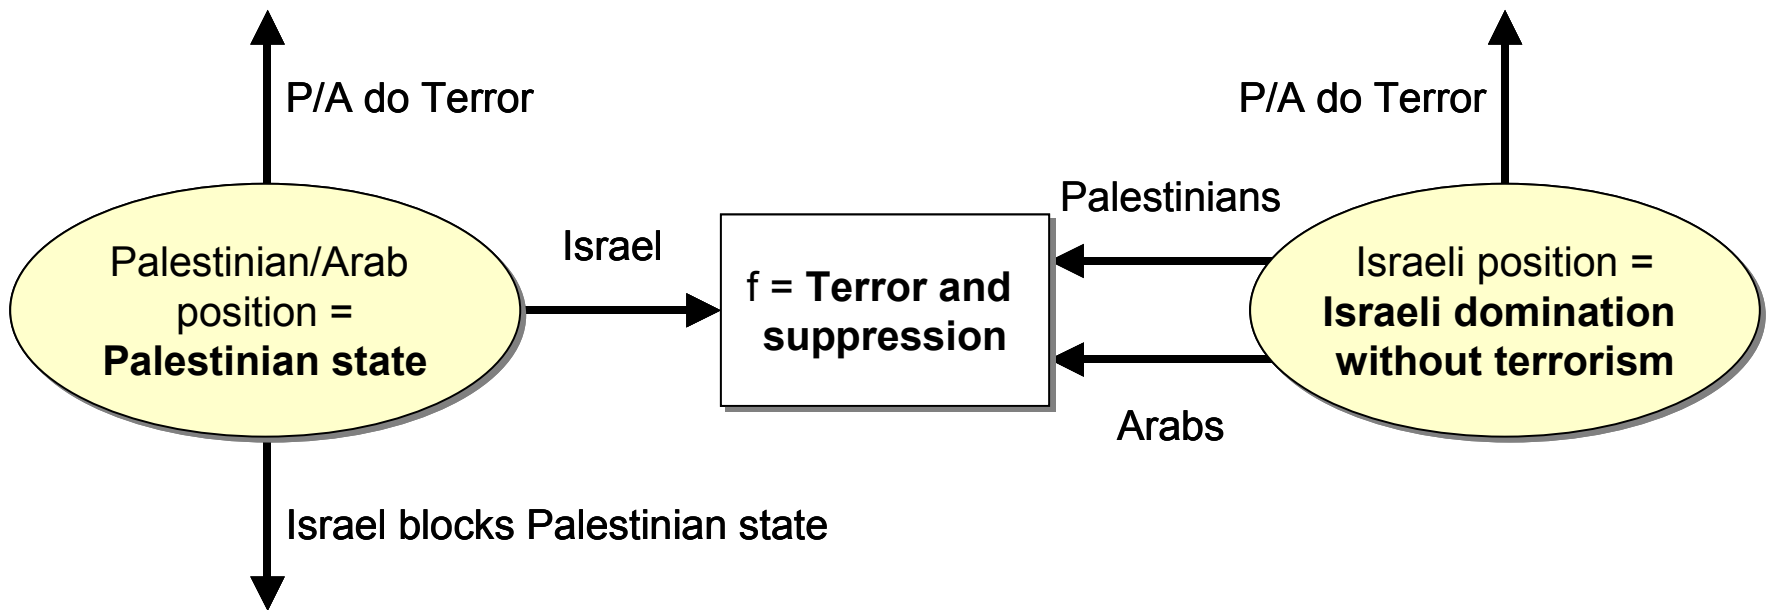 P/A do Terror
P/A do Terror
Palestinians
Israel
Palestinian/Arab
position =
Palestinian state
f = Terror and
suppression
Israeli position =
Israeli domination
without terrorism
Arabs
Israel blocks Palestinian state